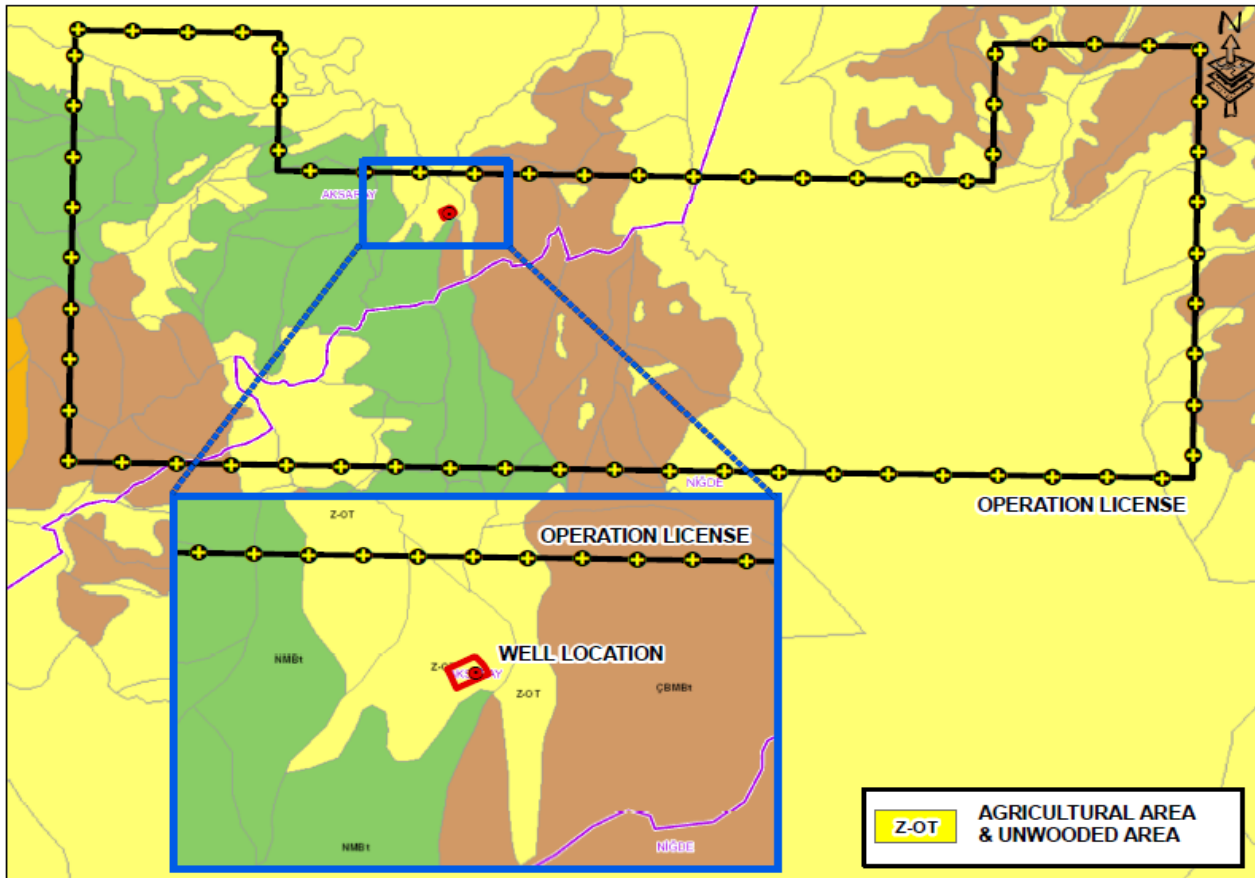 N
AKSARAY
NİĞDE
OPERATION LICENSE
Z-OT
OPERATION LICENSE
NMBt
WELL LOCATION
Z-OT
ÇBMBt
NMBt
NİĞDE
Z-OT
AGRICULTURAL AREA
& UNWOODED AREA